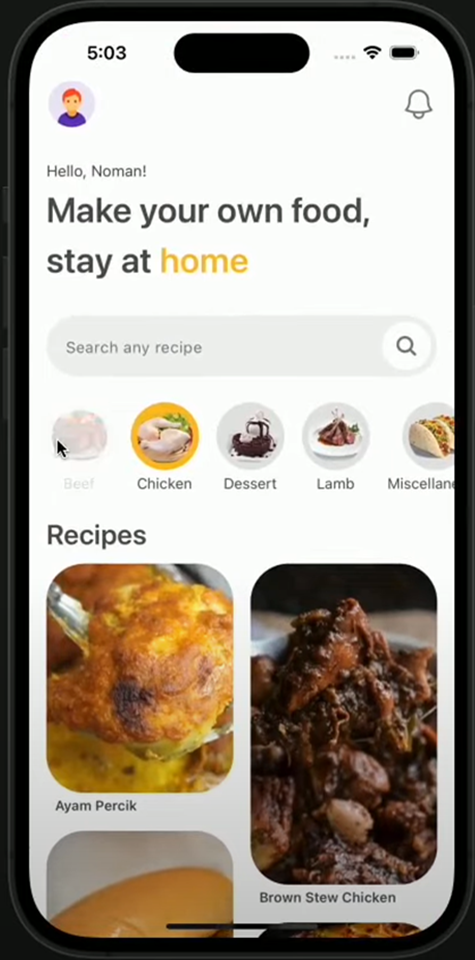 5:03
Hello, Noman!
Make your own food,
stay at home
Search any recipe
Beef
Chicken
Dessert
Lamb
Miscellane
Recipes
Ayam Percik
Brown Stew Chicken